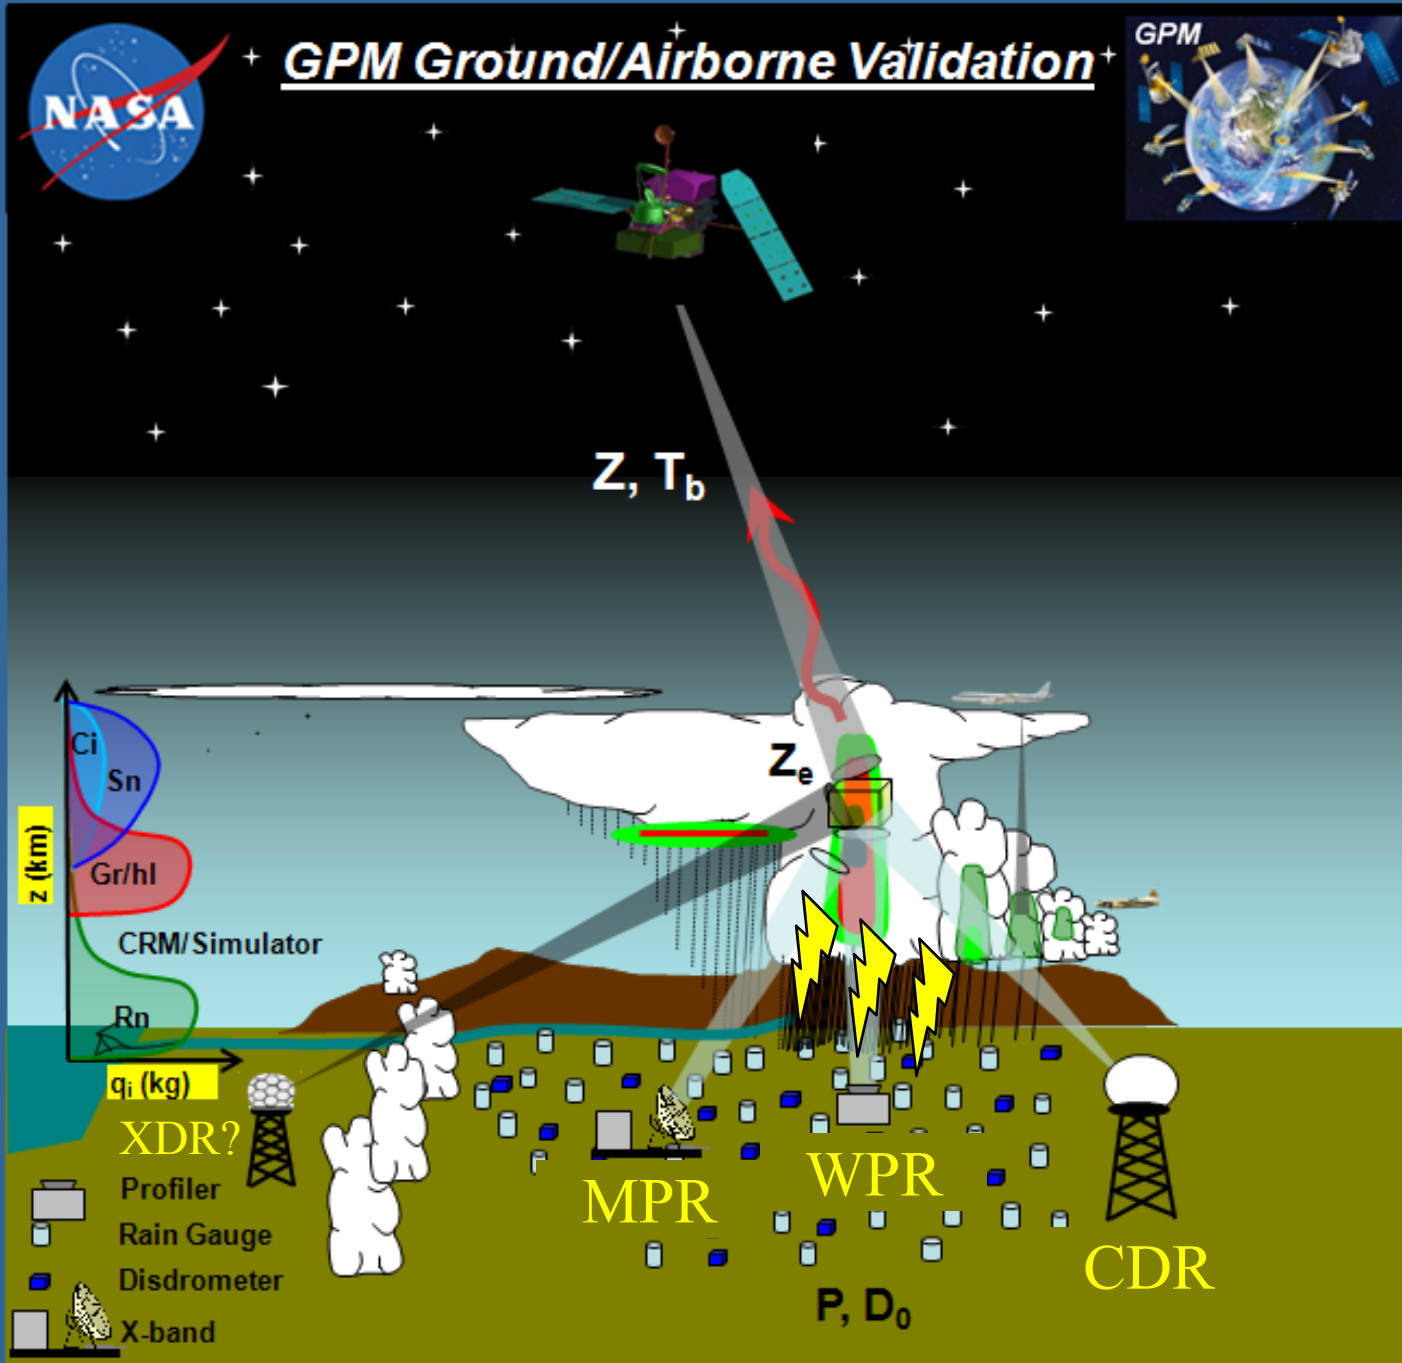 NASA
GPM Ground/Airborne Validation
GPM
Z, Tb
Ze
Ci
Sn
z (km)
Gr/hl
CRM/Simulator
Rn
qi (kg)
XDR?
MPR
WPR
CDR
Profiler
Rain Gauge
Disdrometer
X-band
P, D0